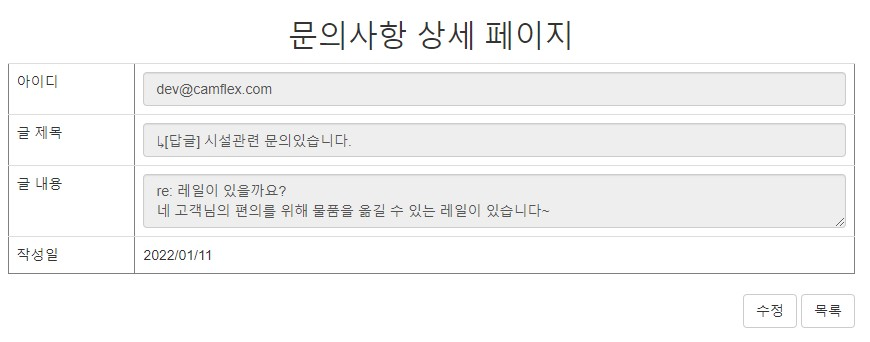 문의사항 상세 페이지
아이디
dev@camflex.com
글 제목
↳[답글] 시설관련 문의있습니다.
글 내용
re: 레일이 있을까요?
네 고객님의 편의를 위해 물품을 옮길 수 있는 레일이 있습니다~
작성일
2022/01/11
수정
목록